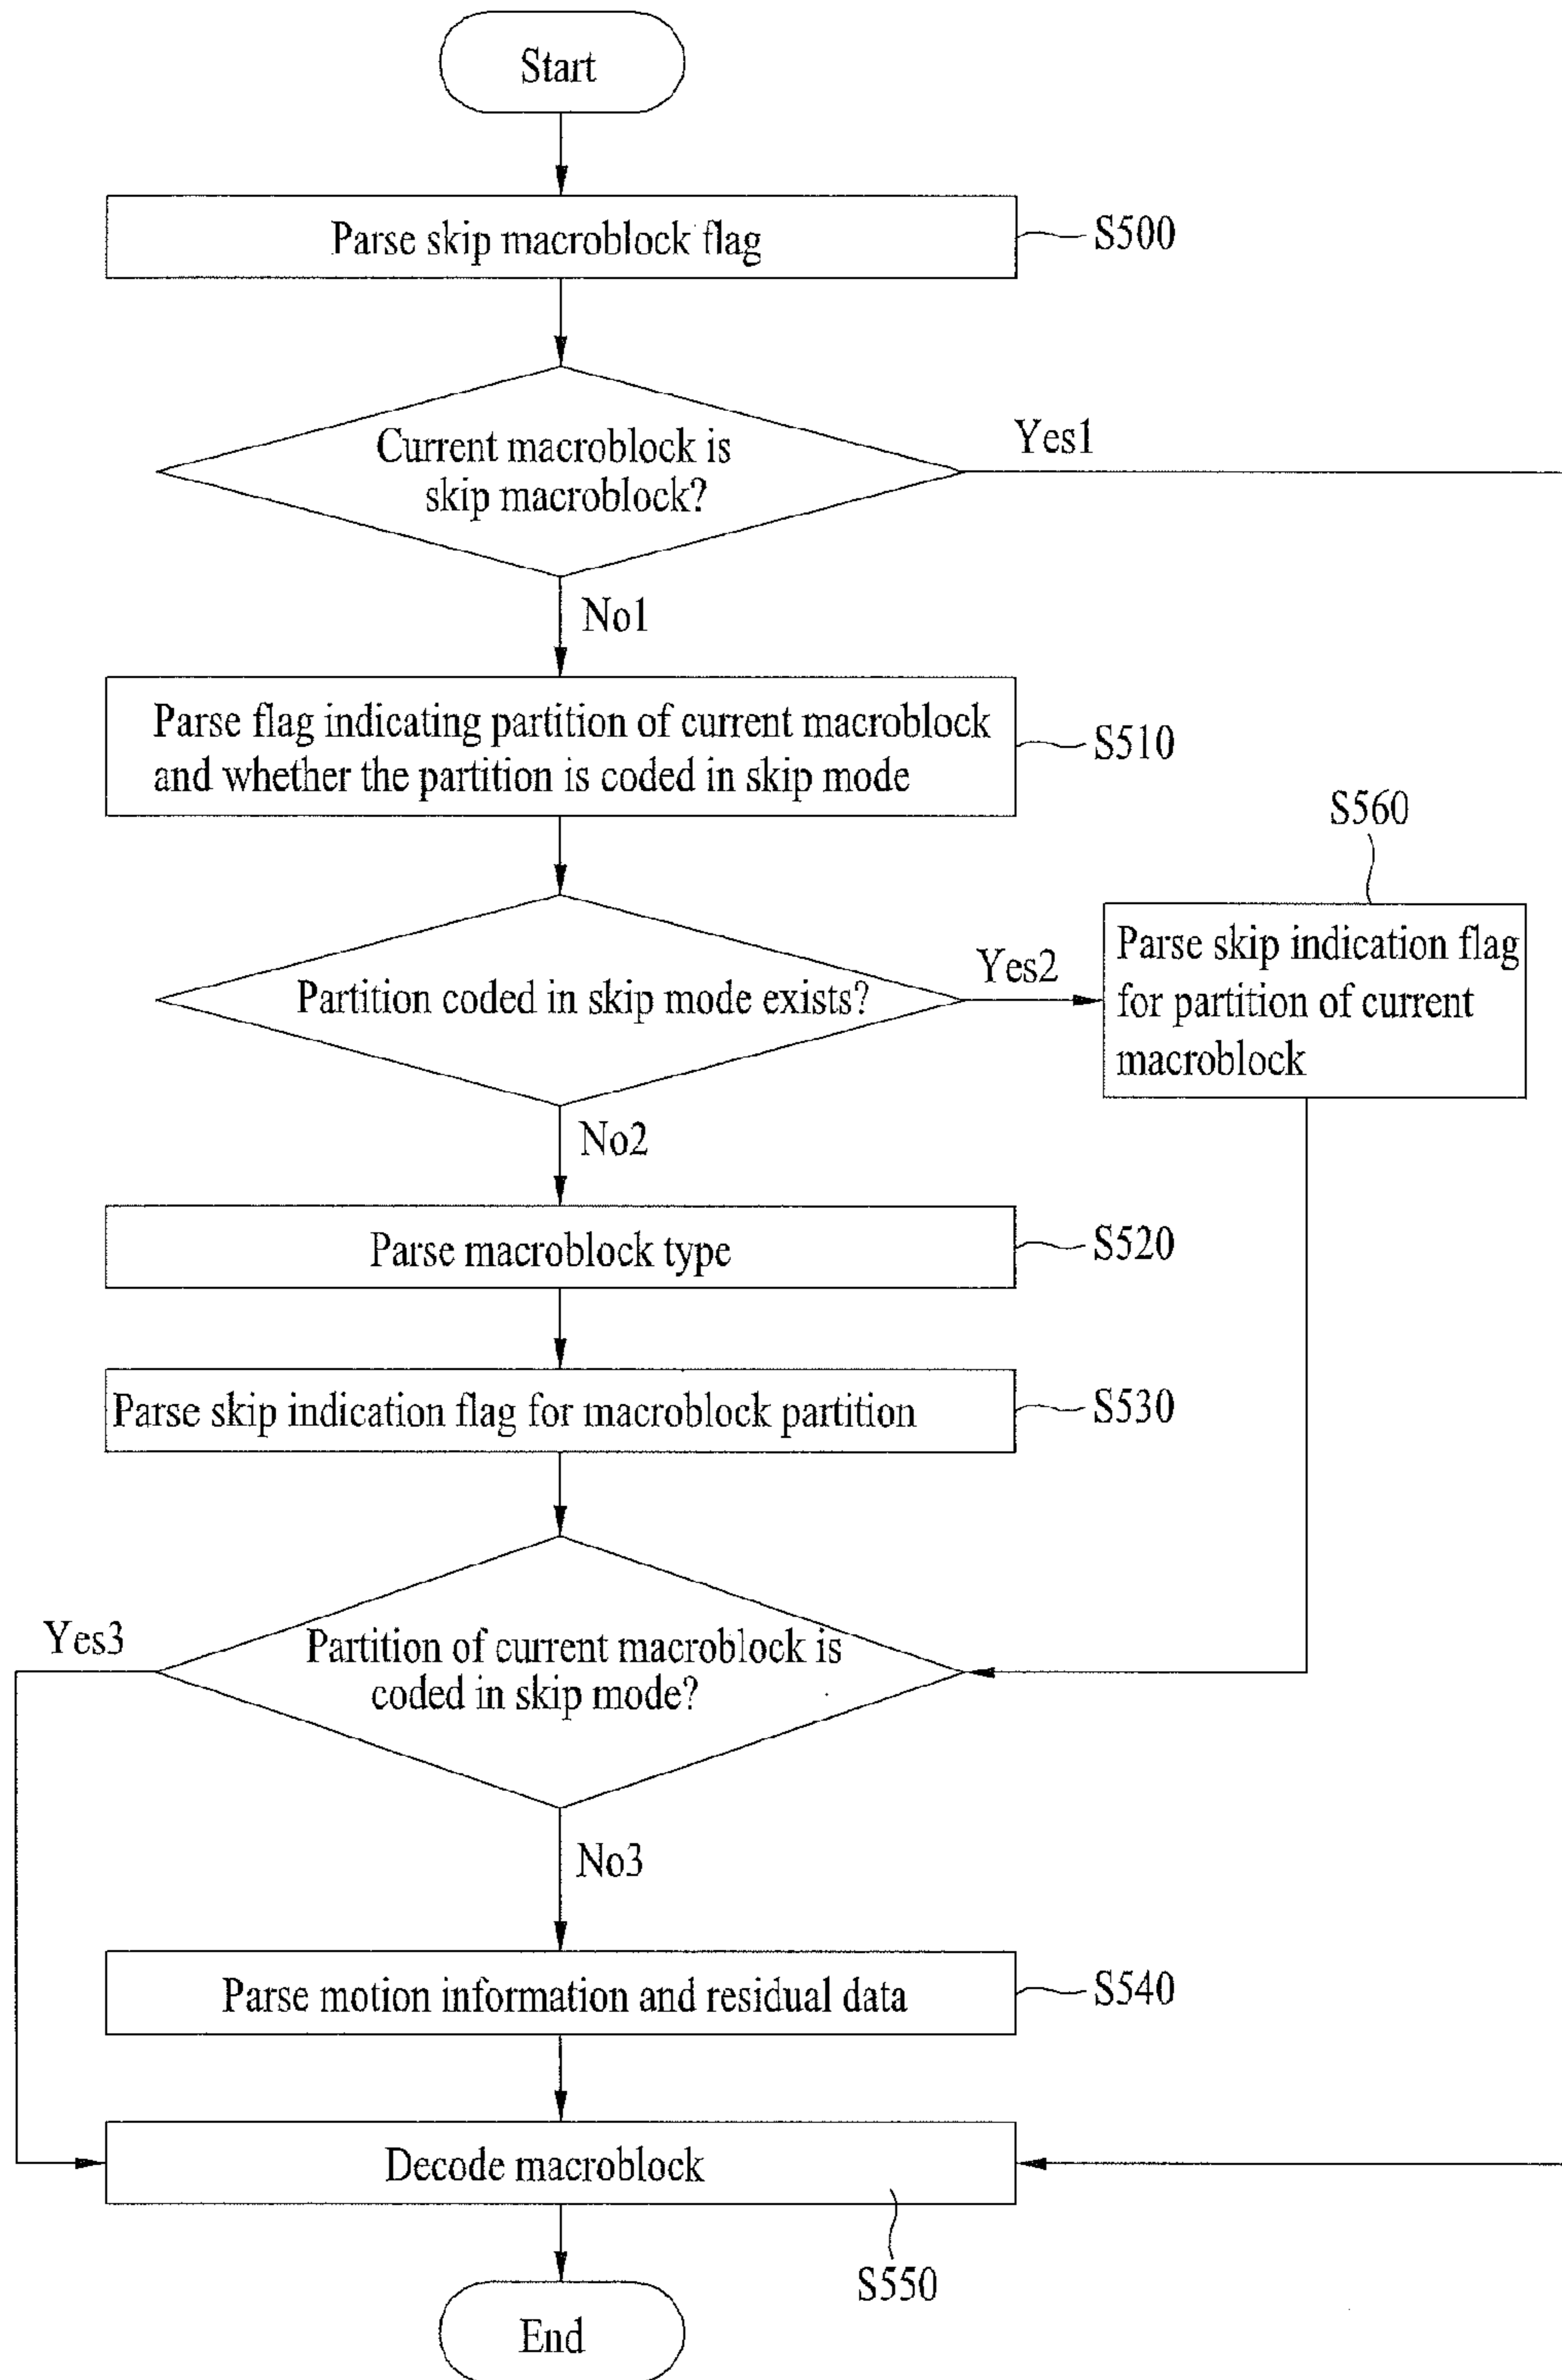 Start
Parse skip macroblock flag
S500
Current macroblock is
skip macroblock?
Yes1
No1
Parse flag indicating partition of current macroblock
and whether the partition is coded in skip mode
S510
S560
Partition coded in skip mode exists?
Yes2
Parse skip indication flag
for partition of current
macroblock
No2
Parse macroblock type
S520
Parse skip indication flag for macroblock partition
S530
Yes3
Partition of current macroblock is
coded in skip mode?
No3
Parse motion information and residual data
S540
Decode macroblock
S550
End